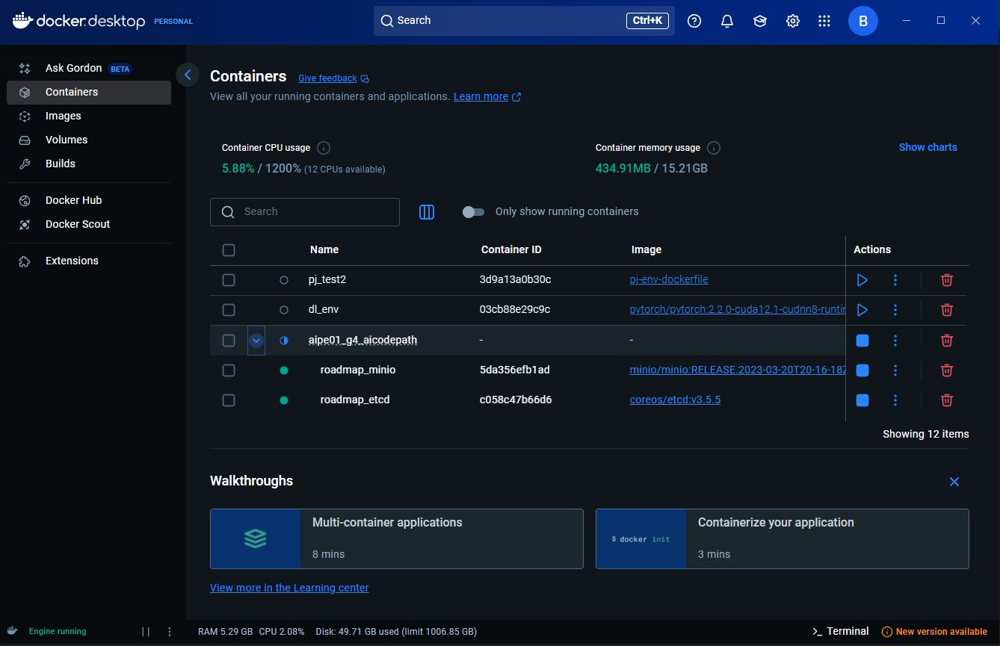 docker.desktop PERSONAL
Search Ctrl+K
B
Ask Gordon BETA
Containers
Images
Volumes
Builds
Docker Hub
Docker Scout
Extensions
Containers Give feedback
View all your running containers and applications. Learn more
Container CPU usage
5.88% / 1200% (12 CPUs available)
Container memory usage
434.91MB / 15.21GB
Show charts
Search
Only show running containers
Name Container ID Image Actions
pj_test2 3d9a13a0b30c pj-env-dockerfile
dl_env 03cb88e29c9c pytorch/pytorch:2.2.0-cuda12.1-cudnn8-runtin
aipe01_g4_aicodepath - -
roadmap_minio 5da356efb1ad minio/minio:RELEASE.2023-03-20T20-16-18Z
roadmap_etcd c058c47b66d6 coreos/etcd:v3.5.5
Showing 12 items
Walkthroughs
Multi-container applications
8 mins
$ docker init
Containerize your application
3 mins
View more in the Learning center
Engine running
RAM 5.29 GB CPU 2.08% Disk: 49.71 GB used (limit 1006.85 GB)
>_ Terminal
New version available